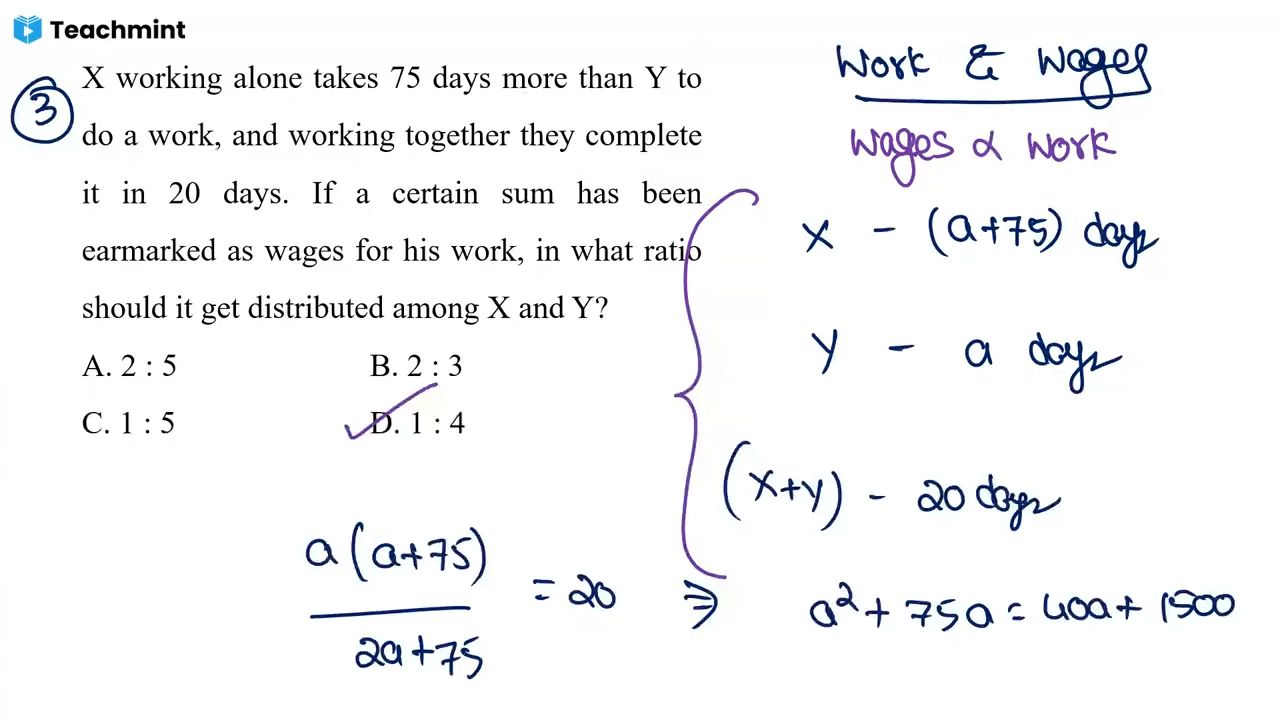 Teachmint
3
X working alone takes 75 days more than Y to
do a work, and working together they complete
it in 20 days. If a certain sum has been
earmarked as wages for his work, in what ratio
should it get distributed among X and Y?
A. 2 : 5 B. 2 : 3
C. 1 : 5 D. 1 : 4
Work & Wages
Wages ∝ Work
X - (a+75) days
Y - a days
(X+Y) - 20 days
a(a+75)
= 20 ⇒
2a+75
a² + 75a = 40a + 1500